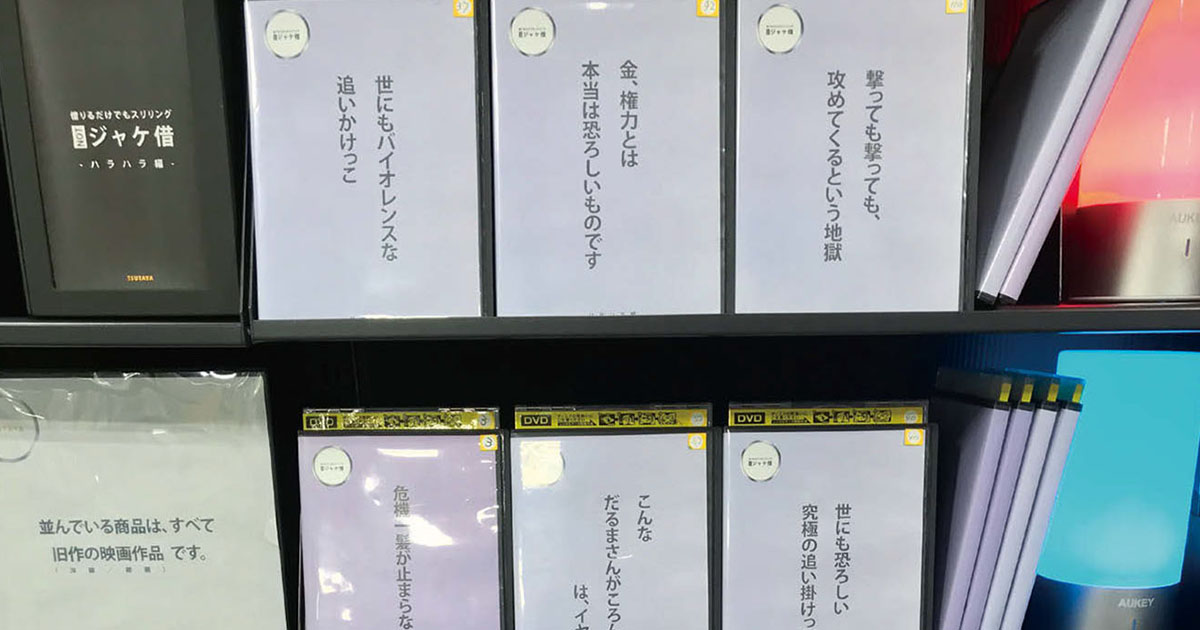 借りるだけでもスリリング
NON ジャケ借
- ハラハラ編 -
TSUTAYA
37
ジャケ借
世にもバイオレンスな
追いかけっこ
32
ジャケ借
金、権力とは
本当は恐ろしいものです
ジャケ借
撃っても撃っても、
攻めてくるという地獄
AUK
並んでいる商品は、すべて
旧作の映画作品 です。
DVD
ジャケ借
危機一髪が止まらな
DVD
こんな
だるまさんがころん
は、イヤ
DVD
ジャケ借
世にも恐ろしい
究極の追い掛けっ
AUKEY